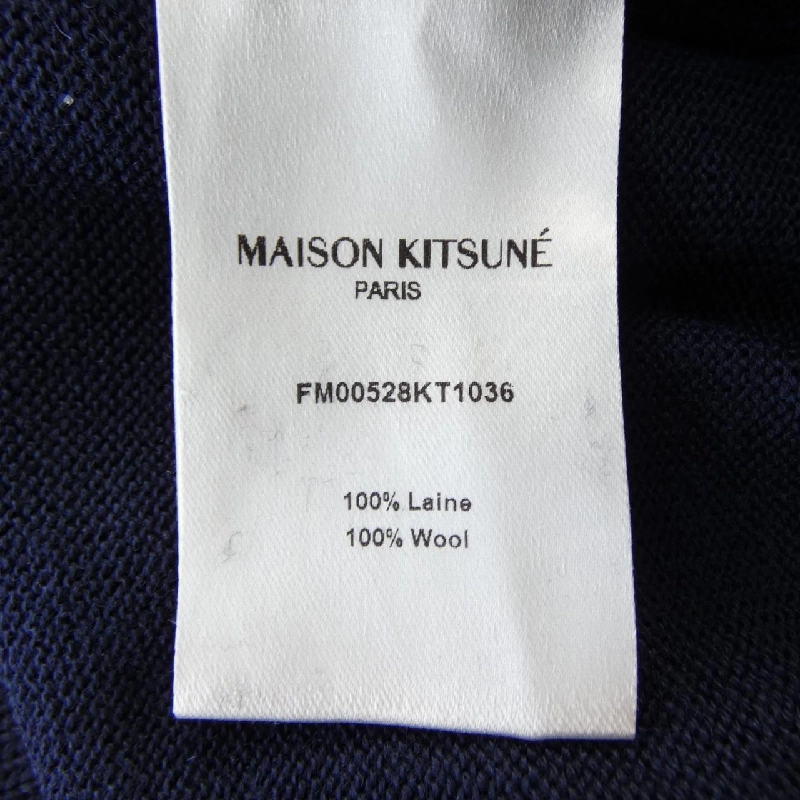 MAISON KITSUNÉ
PARIS
FM00528KT1036
100% Laine
100% Wool